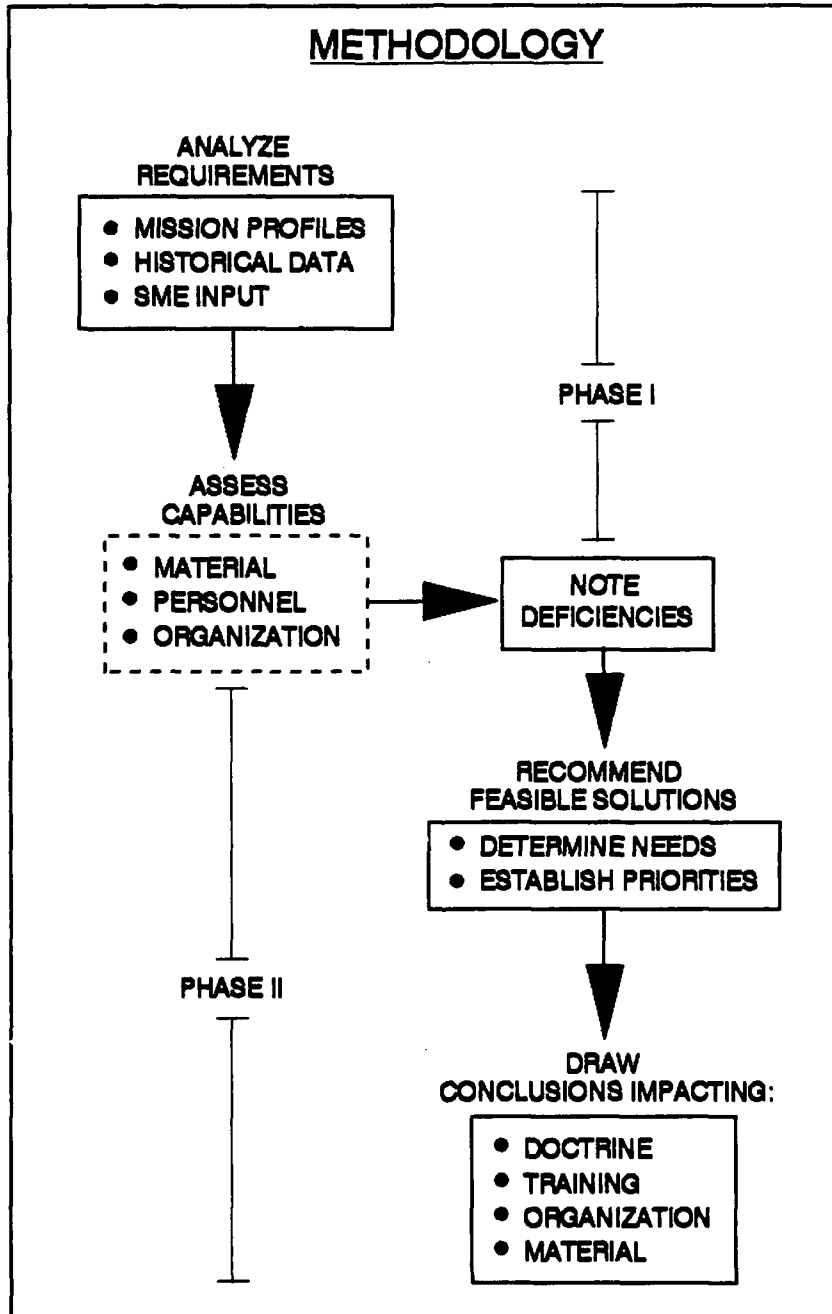 METHODOLOGY
ANALYZE
REQUIREMENTS
• MISSION PROFILES
• HISTORICAL DATA
• SME INPUT
PHASE I
ASSESS
CAPABILITIES
• MATERIAL
• PERSONNEL
• ORGANIZATION
NOTE
DEFICIENCIES
RECOMMEND
FEASIBLE SOLUTIONS
• DETERMINE NEEDS
• ESTABLISH PRIORITIES
PHASE II
DRAW
CONCLUSIONS IMPACTING:
• DOCTRINE
• TRAINING
• ORGANIZATION
• MATERIAL